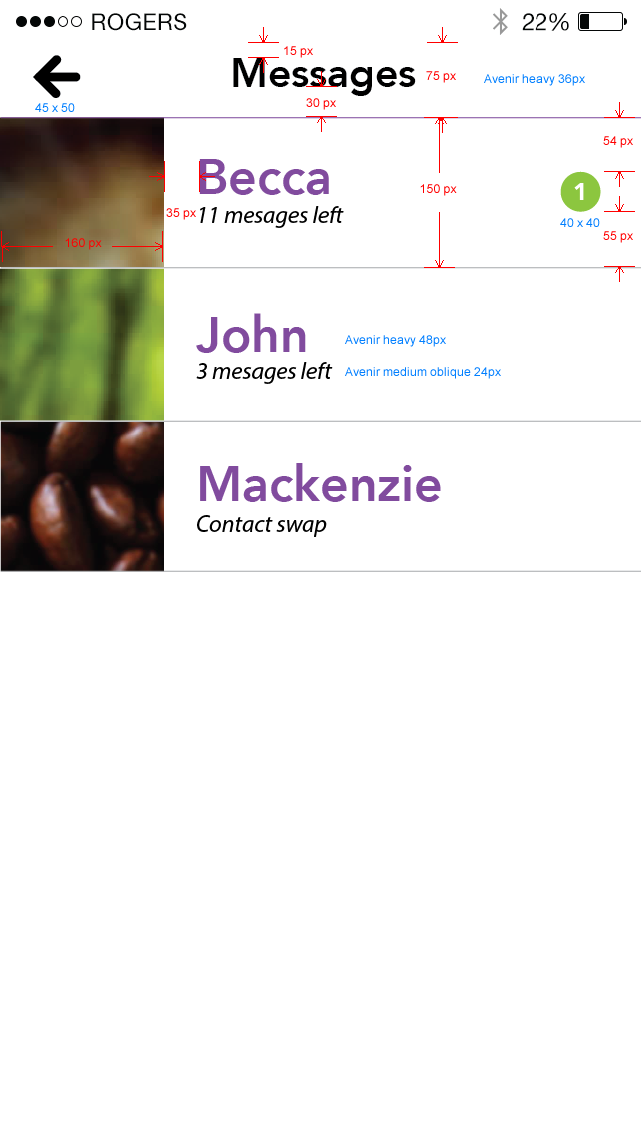 ROGERS 22%
15 px
Messages
75 px
Avenir heavy 36px
30 px
45 x 50
54 px
Becca
150 px
1
35 px
11 mesages left
40 x 40
160 px
55 px
John
Avenir heavy 48px
3 mesages left
Avenir medium oblique 24px
Mackenzie
Contact swap